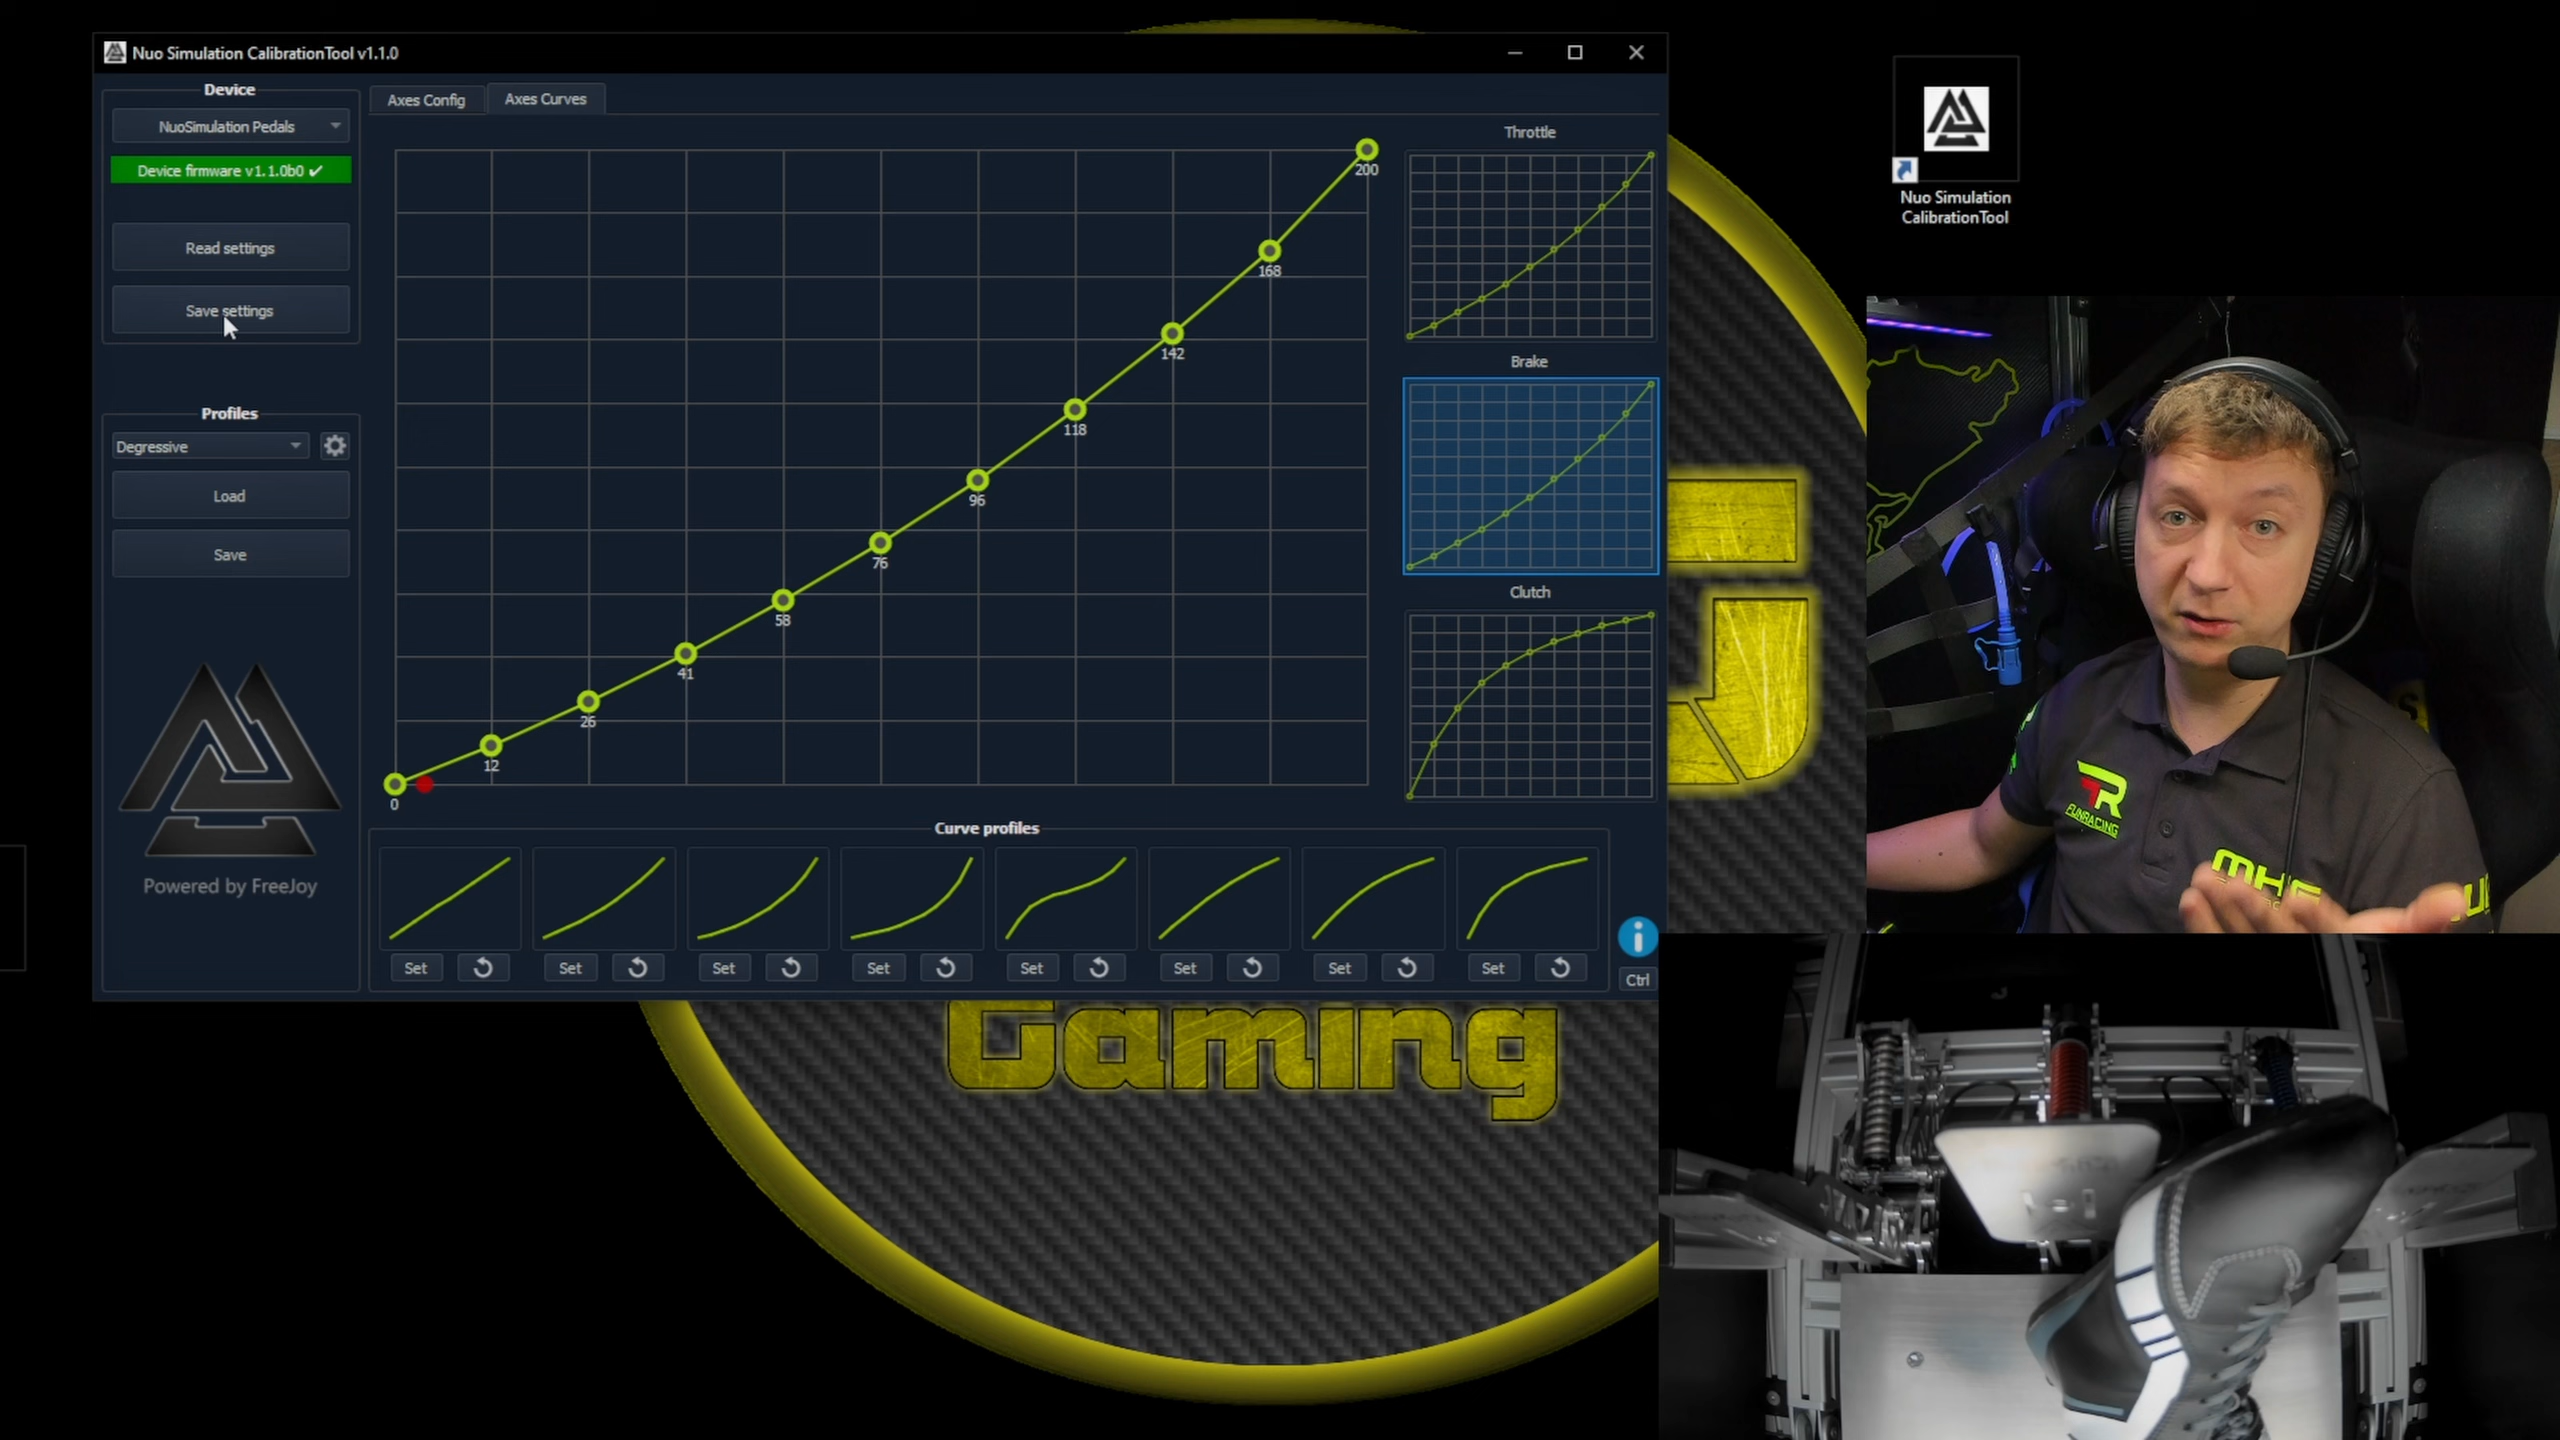 Nuo Simulation CalibrationTool v1.1.0
Device
NuoSimulation Pedals
Device firmware v1.1.0b0 ✓
Read settings
Save settings
Profiles
Degressive
Load
Save
Powered by FreeJoy
Axes Config
Axes Curves
200
168
142
118
96
76
58
41
26
12
0
Throttle
Brake
Clutch
Curve profiles
Set
Set
Set
Set
Set
Set
Set
Set
i
Ctrl
Nuo Simulation
CalibrationTool
Gaming
FUNRACING